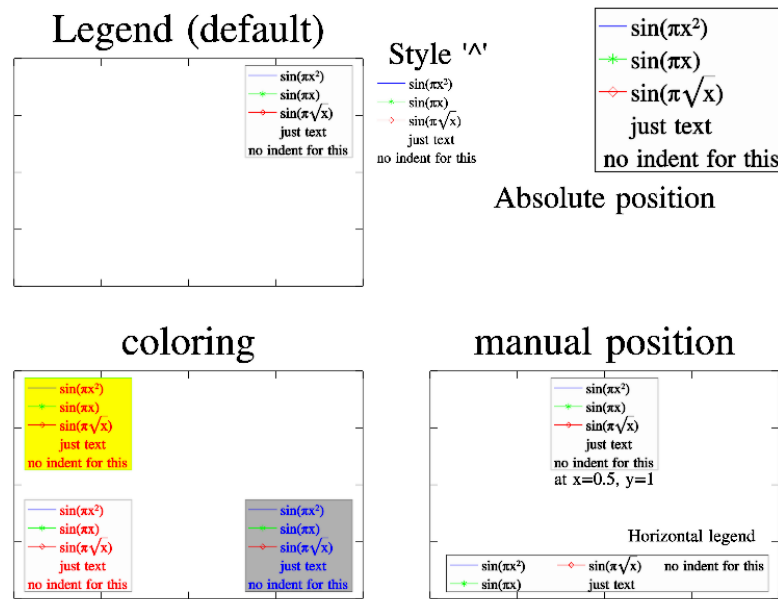 Legend (default)
sin(πx²)
sin(πx)
sin(π√x)
just text
no indent for this
Style '^'
sin(πx²)
sin(πx)
sin(π√x)
just text
no indent for this
sin(πx²)
sin(πx)
sin(π√x)
just text
no indent for this
Absolute position
coloring
sin(πx²)
sin(πx)
sin(π√x)
just text
no indent for this
sin(πx²)
sin(πx)
sin(π√x)
just text
no indent for this
sin(πx²)
sin(πx)
sin(π√x)
just text
no indent for this
manual position
sin(πx²)
sin(πx)
sin(π√x)
just text
no indent for this
at x=0.5, y=1
Horizontal legend
sin(πx²) sin(π√x) no indent for this
sin(πx) just text